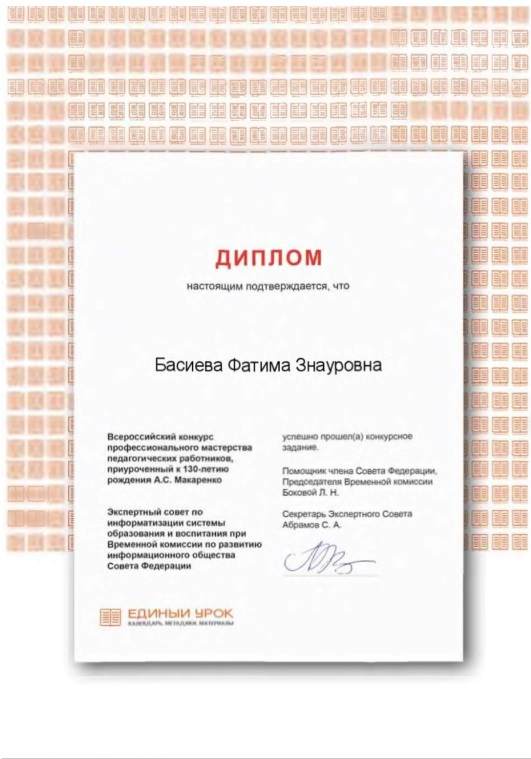 ДИПЛОМ
настоящим подтверждается, что
Басиева Фатима Знауровна
Всероссийский конкурс
профессионального мастерства
педагогических работников,
приуроченный к 130-летию
рождения А.С. Макаренко
успешно прошел(а) конкурсное
задание.
Помощник члена Совета Федерации,
Председателя Временной комиссии
Боковой Л. Н.
Экспертный совет по
информатизации системы
образования и воспитания при
Временной комиссии по развитию
информационного общества
Совета Федерации
Секретарь Экспертного Совета
Абрамов С. А.
ЕДИНЫЙ УРОК
КАЛЕНДАРЬ, МЕТОДИКИ, МАТЕРИАЛЫ